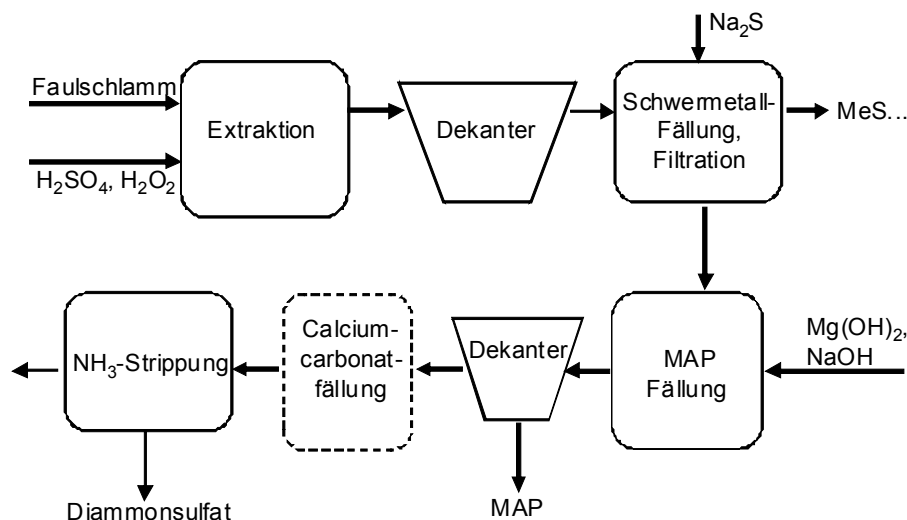 Na₂S
Faulschlamm
Extraktion
H₂SO₄, H₂O₂
Dekanter
Schwermetall-
Fällung,
Filtration
MeS...
Mg(OH)₂,
NaOH
MAP
Fällung
Dekanter
MAP
Calcium-
carbonat-
fällung
NH₃-Strippung
Diammonsulfat